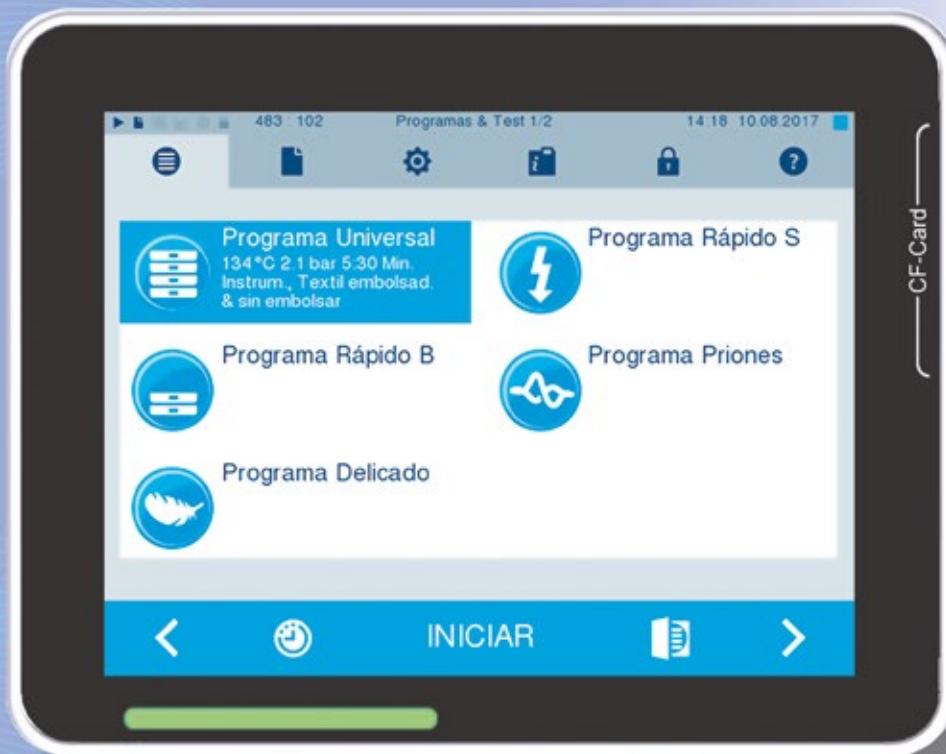 483 : 102 Programas & Test 1/2 14:18 10.08.2017
Programa Universal
134°C 2.1 bar 5:30 Min.
Instrum., Textil embolsad.
& sin embolsar
Programa Rápido S
Programa Rápido B
Programa Priones
Programa Delicado
INICIAR
CF-Card